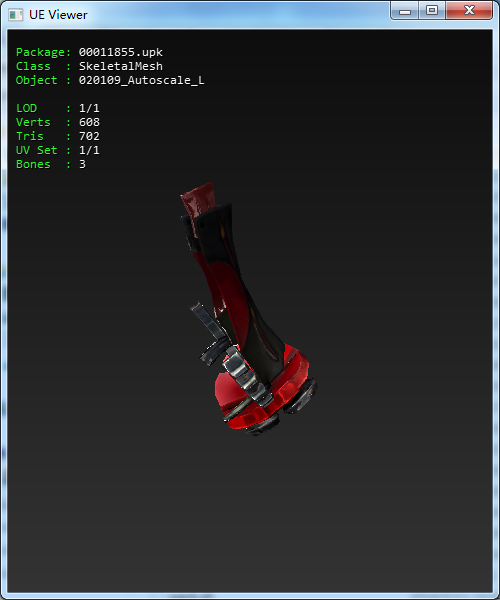 UE Viewer
Package: 00011855.upk
Class  : SkeletalMesh
Object : 020109_Autoscale_L
LOD    : 1/1
Verts  : 608
Tris   : 702
UV Set : 1/1
Bones  : 3